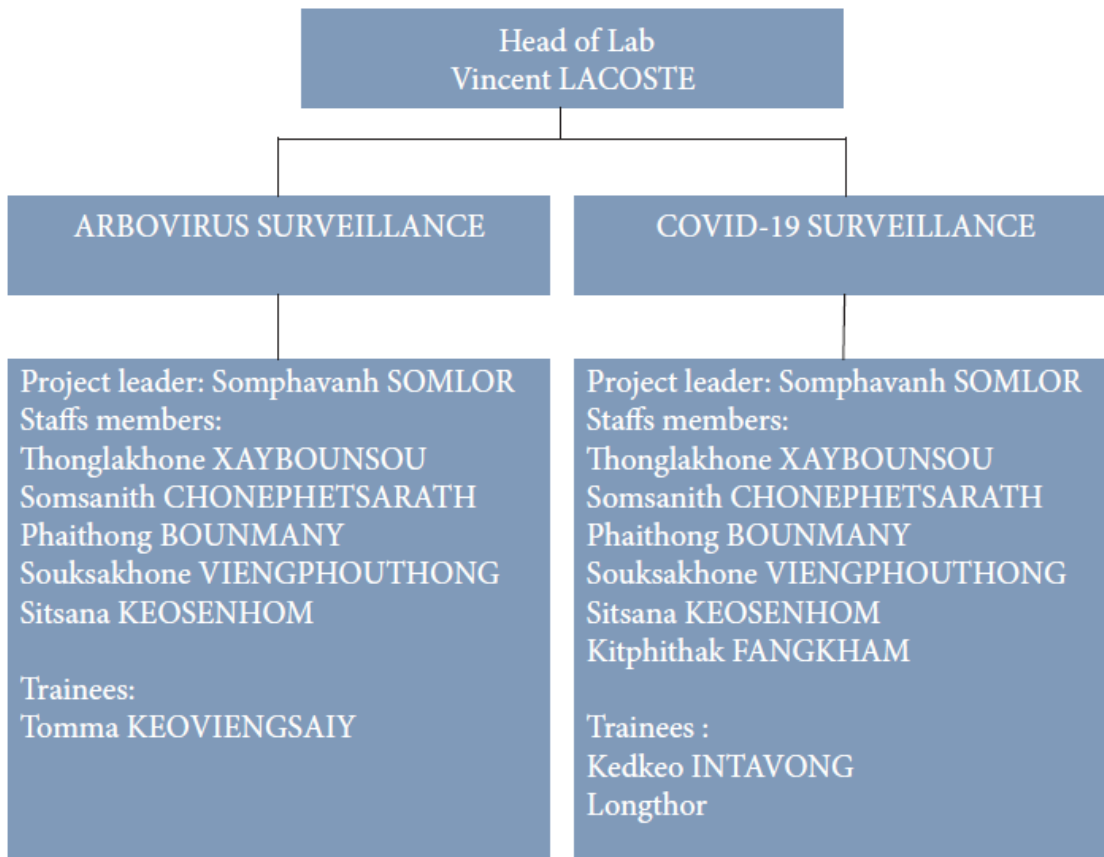 Head of Lab
Vincent LACOSTE
ARBOVIRUS SURVEILLANCE
COVID-19 SURVEILLANCE
Project leader: Somphavanh SOMLOR
Staffs members:
Thonglakhone XAYBOUNSOU
Somsanith CHONEPHETSARATH
Phaithong BOUNMANY
Souksakhone VIENGPHOUTHONG
Sitsana KEOSENHOM
Trainees:
Tomma KEOVIENGSAIY
Project leader: Somphavanh SOMLOR
Staffs members:
Thonglakhone XAYBOUNSOU
Somsanith CHONEPHETSARATH
Phaithong BOUNMANY
Souksakhone VIENGPHOUTHONG
Sitsana KEOSENHOM
Kitphithak FANGKHAM
Trainees :
Kedkeo INTAVONG
Longthor